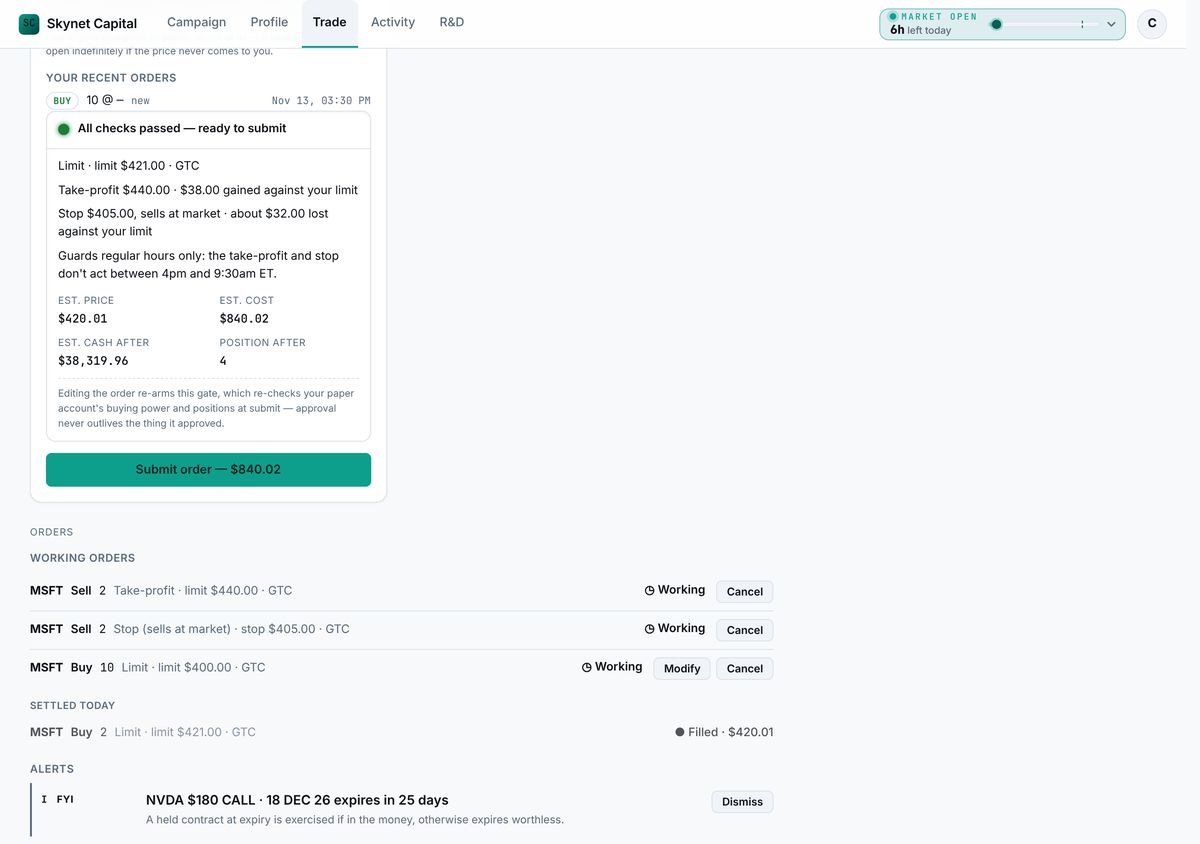 SC Skynet Capital Campaign Profile Trade Activity R&D MARKET OPEN C
6h left today
open indefinitely if the price never comes to you.
YOUR RECENT ORDERS
BUY 10 @ — new Nov 13, 03:30 PM
All checks passed — ready to submit
Limit · limit $421.00 · GTC
Take-profit $440.00 · $38.00 gained against your limit
Stop $405.00, sells at market · about $32.00 lost
against your limit
Guards regular hours only: the take-profit and stop
don't act between 4pm and 9:30am ET.
EST. PRICE EST. COST
$420.01 $840.02
EST. CASH AFTER POSITION AFTER
$38,319.96 4
Editing the order re-arms this gate, which re-checks your paper
account's buying power and positions at submit — approval
never outlives the thing it approved.
Submit order — $840.02
ORDERS
WORKING ORDERS
MSFT Sell 2 Take-profit · limit $440.00 · GTC Working Cancel
MSFT Sell 2 Stop (sells at market) · stop $405.00 · GTC Working Cancel
MSFT Buy 10 Limit · limit $400.00 · GTC Working Modify Cancel
SETTLED TODAY
MSFT Buy 2 Limit · limit $421.00 · GTC Filled · $420.01
ALERTS
I FYI NVDA $180 CALL · 18 DEC 26 expires in 25 days Dismiss
A held contract at expiry is exercised if in the money, otherwise expires worthless.